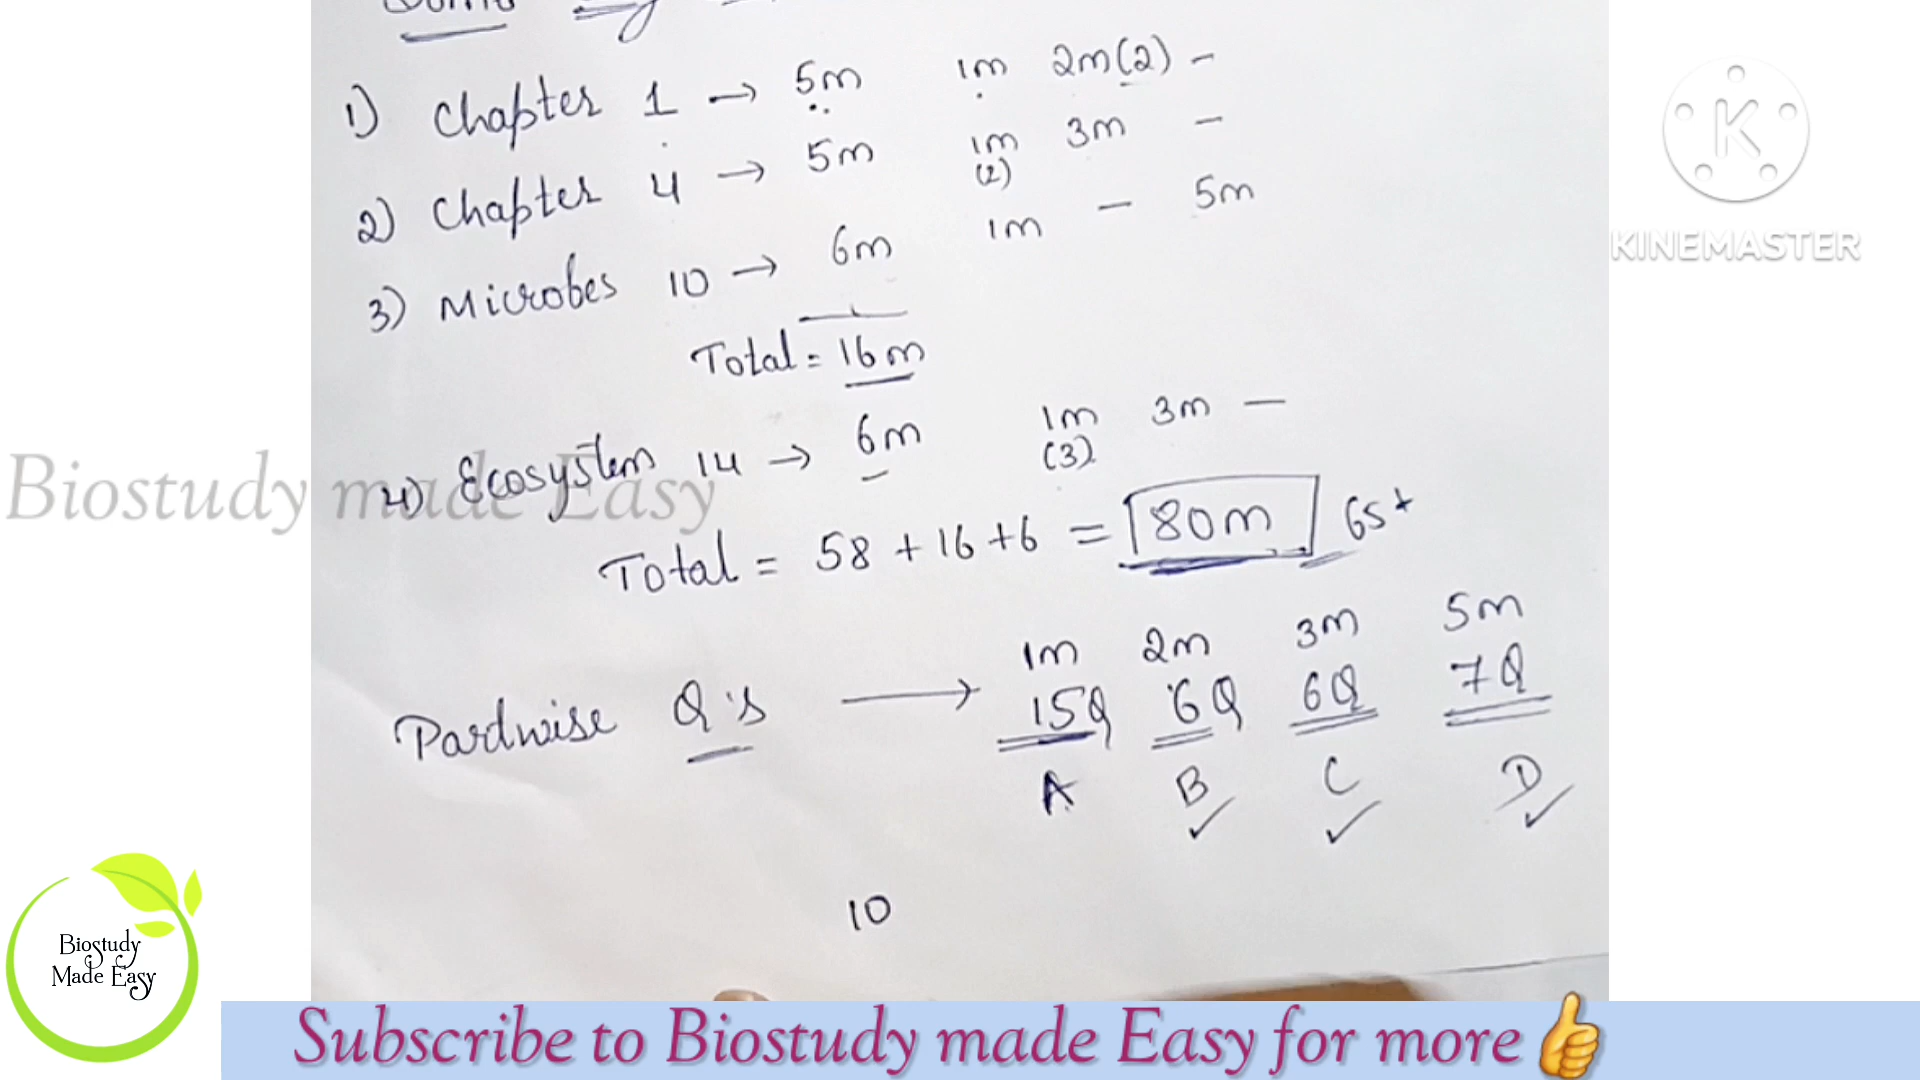 1) Chapter 1 → 5m 1m 2m(2) -
2) Chapter 4 → 5m 1m (2) 3m -
3) Microbes 10 → 6m 1m - 5m
Total = 16m
4) Ecosystem 14 → 6m 1m (3) 3m -
Total = 58 + 16 + 6 = 80m 65+
1m 2m 3m 5m
Partwise Q's → 15Q 6Q 6Q 7Q
A B C D
10
KINEMASTER
Biostudy made Easy
Biostudy
Made Easy
Subscribe to Biostudy made Easy for more